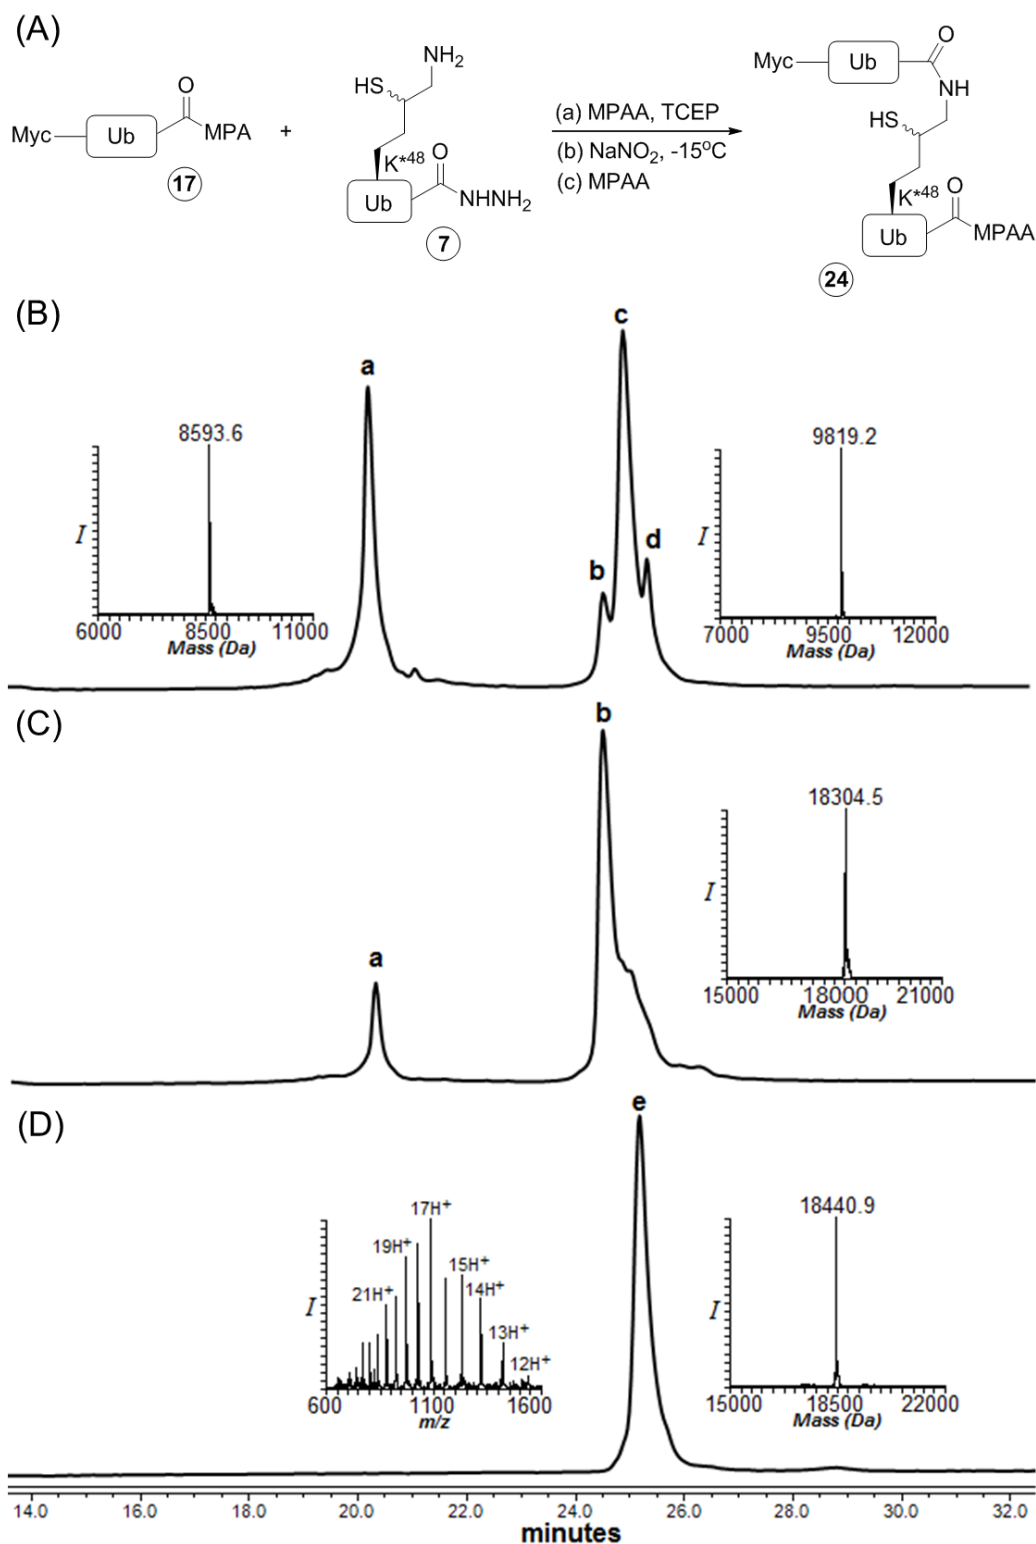 (A)
Myc
Ub
O
MPA
17
+
NH2
HS
K*48
O
Ub
NHNH2
7
(a) MPAA, TCEP
(b) NaNO2, -15oC
(c) MPAA
Myc
Ub
O
NH
HS
K*48
O
Ub
MPAA
24
(B)
a
8593.6
I
6000 8500 11000
Mass (Da)
b
c
d
9819.2
I
7000 9500 12000
Mass (Da)
(C)
a
b
18304.5
I
15000 18000 21000
Mass (Da)
(D)
e
17H+
19H+
21H+
15H+
14H+
13H+
12H+
I
600 1100 1600
m/z
18440.9
I
15000 18500 22000
Mass (Da)
14.0 16.0 18.0 20.0 22.0 24.0 26.0 28.0 30.0 32.0
minutes